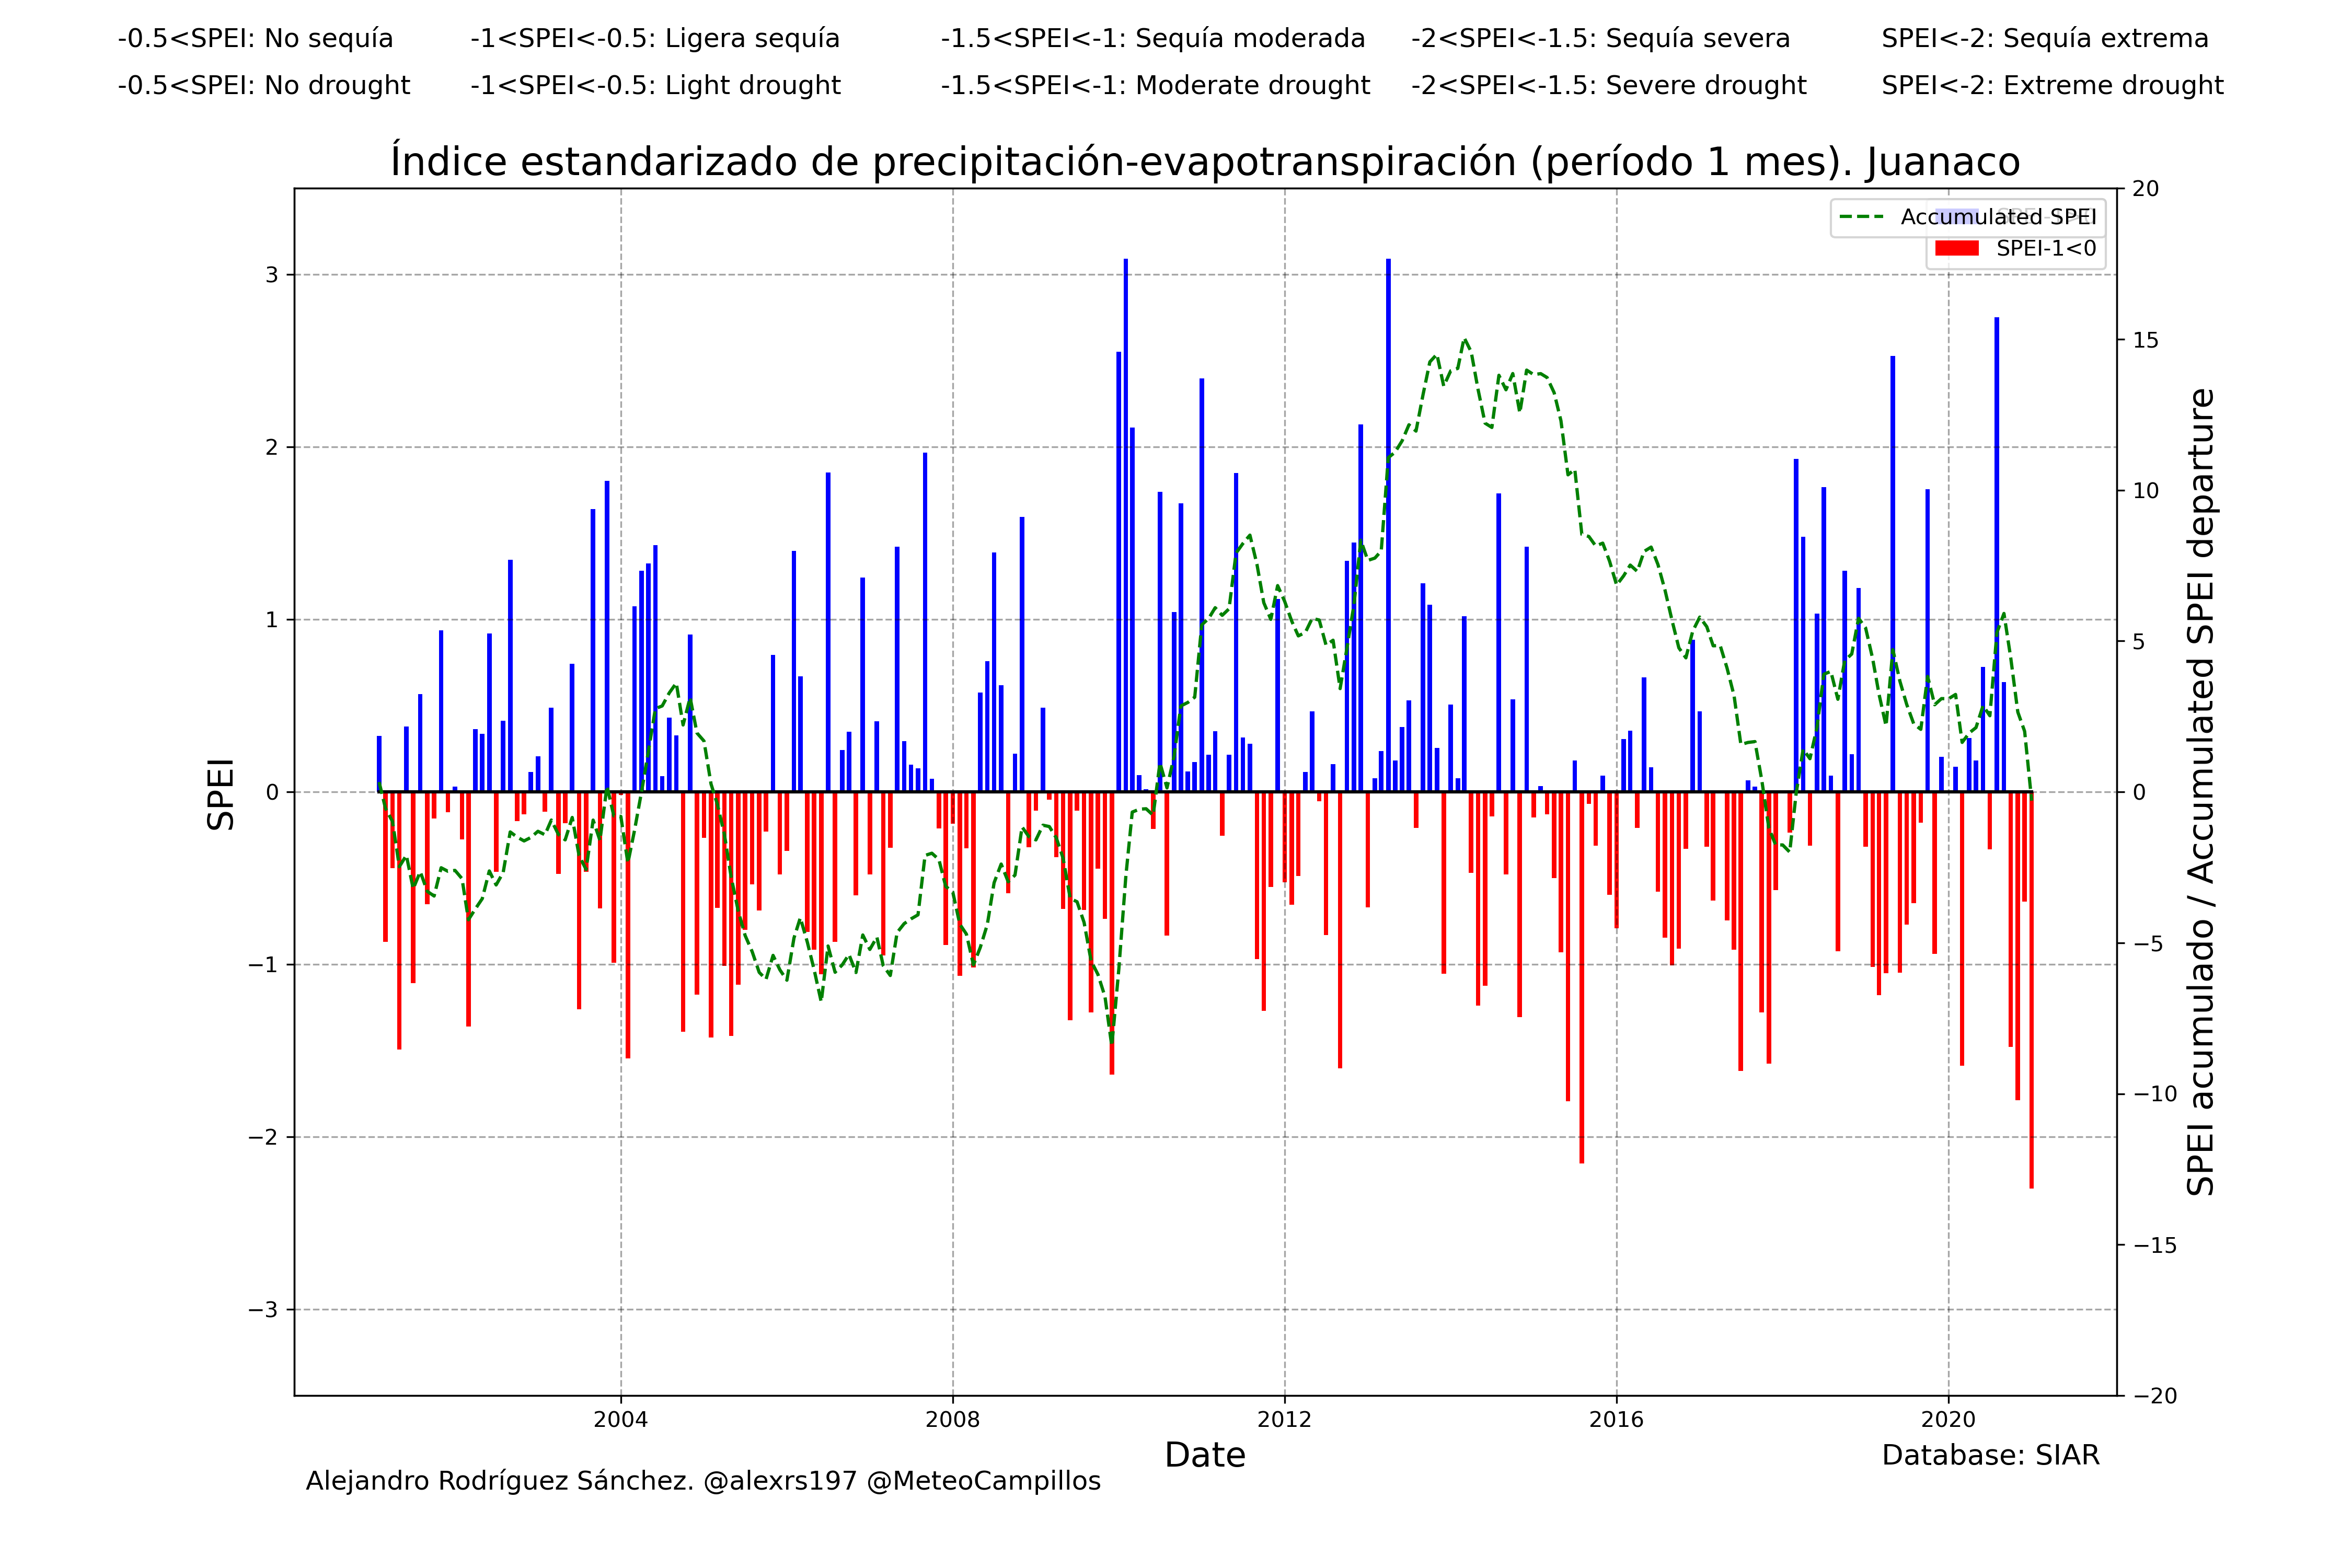 -0.5<SPEI: No sequía -1<SPEI<-0.5: Ligera sequía -1.5<SPEI<-1: Sequía moderada -2<SPEI<-1.5: Sequía severa SPEI<-2: Sequía extrema
-0.5<SPEI: No drought -1<SPEI<-0.5: Light drought -1.5<SPEI<-1: Moderate drought -2<SPEI<-1.5: Severe drought SPEI<-2: Extreme drought
Índice estandarizado de precipitación-evapotranspiración (período 1 mes). Juanaco
Accumulated SPEI
SPEI-1<0
SPEI
3
2
1
0
−1
−2
−3
20
15
10
5
0
−5
−10
−15
−20
SPEI acumulado / Accumulated SPEI departure
2004 2008 2012 2016 2020
Date
Database: SIAR
Alejandro Rodríguez Sánchez. @alexrs197 @MeteoCampillos